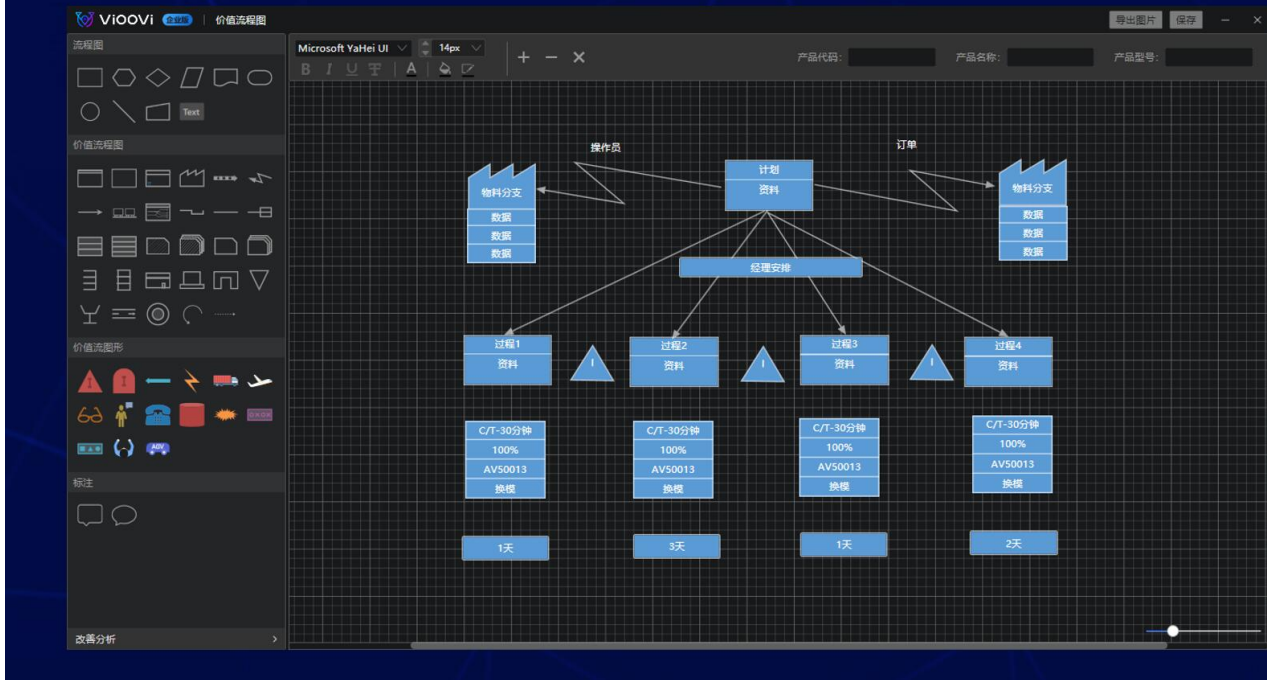 ViOOVi 企业版 | 价值流程图
导出图片 保存
流程图
Microsoft YaHei UI 14px
B I U T A
产品代码: 产品名称: 产品型号:
Text
价值流程图
操作员
订单
计划
资料
物料分支
数据
数据
数据
物料分支
数据
数据
数据
经理安排
过程1
资料
I
过程2
资料
I
过程3
资料
I
过程4
资料
价值流图形
I I
AGV
C/T-30分钟
100%
AV50013
换模
C/T-30分钟
100%
AV50013
换模
C/T-30分钟
100%
AV50013
换模
C/T-30分钟
100%
AV50013
换模
标注
1天
3天
1天
2天
改善分析